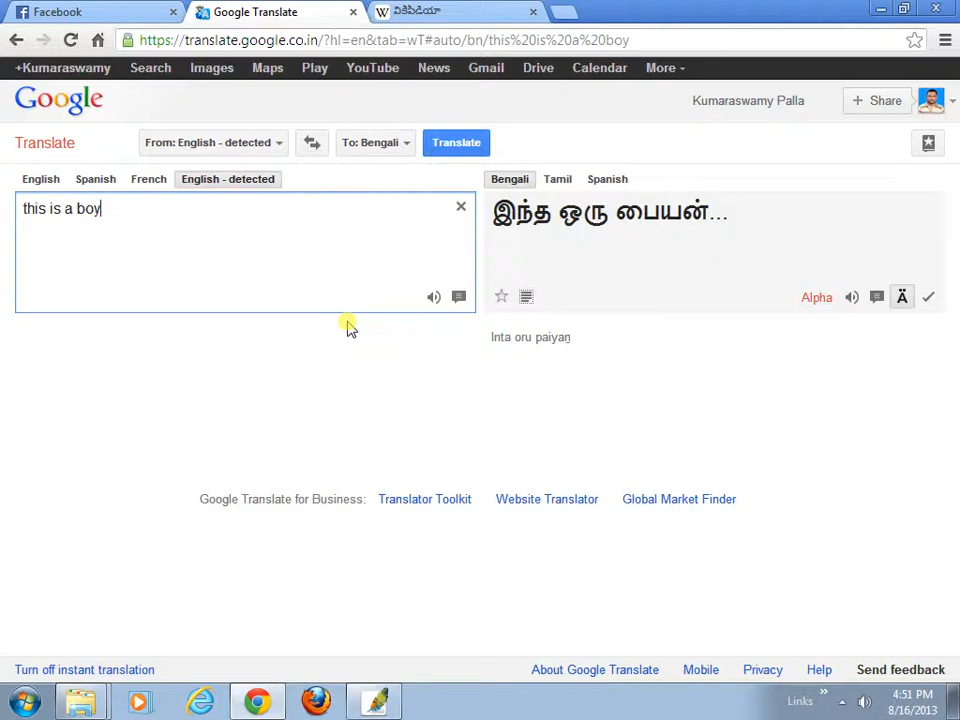 Facebook
Google Translate
వికీపీడియా
https://translate.google.co.in/?hl=en&tab=wT#auto/bn/this%20is%20a%20boy
+Kumaraswamy Search Images Maps Play YouTube News Gmail Drive Calendar More
Google
Kumaraswamy Palla
+ Share
Translate
From: English - detected
To: Bengali
Translate
English Spanish French English - detected
Bengali Tamil Spanish
this is a boy
இந்த ஒரு பையன்...
Alpha
Ä
Inta oru paiyaṉ
Google Translate for Business: Translator Toolkit Website Translator Global Market Finder
Turn off instant translation
About Google Translate Mobile Privacy Help Send feedback
Links
4:51 PM
8/16/2013